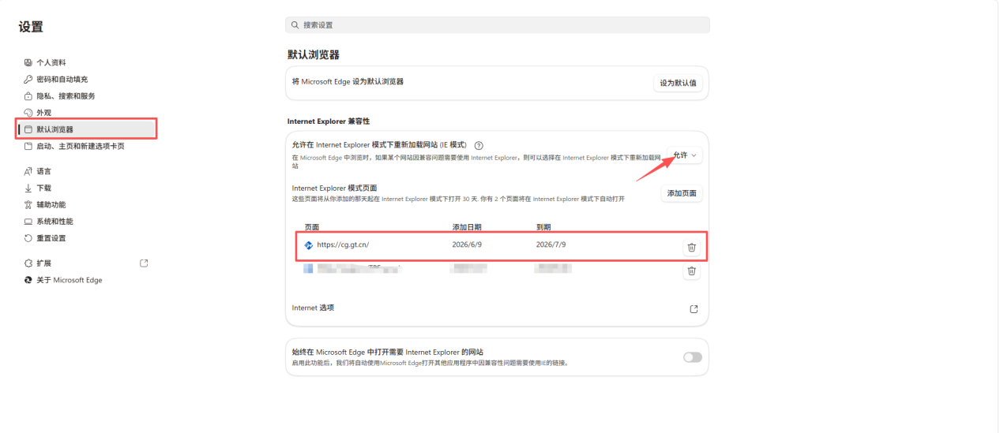 设置
搜索设置
个人资料
密码和自动填充
隐私、搜索和服务
外观
默认浏览器
启动、主页和新建选项卡页
语言
下载
辅助功能
系统和性能
重置设置
扩展
关于 Microsoft Edge
默认浏览器
将 Microsoft Edge 设为默认浏览器
设为默认值
Internet Explorer 兼容性
允许在 Internet Explorer 模式下重新加载网站 (IE 模式)
在 Microsoft Edge 中浏览时，如果某个网站因兼容问题需要使用 Internet Explorer，则可以选择在 Internet Explorer 模式下重新加载网
站
允许
Internet Explorer 模式页面
这些页面将从你添加的那天起在 Internet Explorer 模式下打开 30 天. 你有 2 个页面将在 Internet Explorer 模式下自动打开
添加页面
页面 添加日期 到期
https://cg.gt.cn/ 2026/6/9 2026/7/9
Internet 选项
始终在 Microsoft Edge 中打开需要 Internet Explorer 的网站
启用此功能后，我们将自动使用Microsoft Edge打开其他应用程序中因兼容性问题需要使用IE的链接。